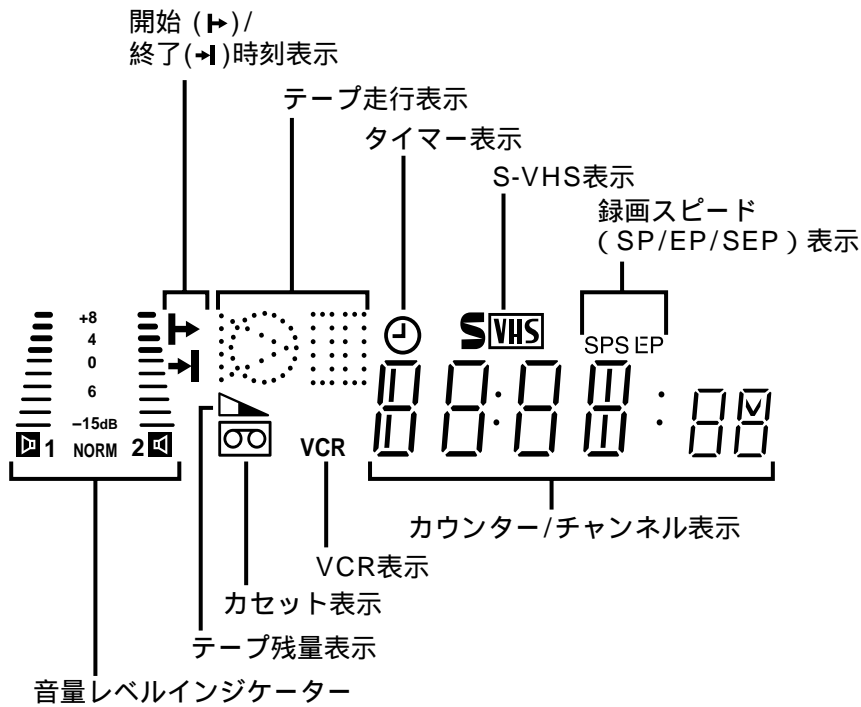 開始 (↦)/
終了(⇥)時刻表示
テープ走行表示
タイマー表示
S-VHS表示
録画スピード
(SP/EP/SEP)表示
+8
4
0
6
–15dB
1 NORM 2
S VHS
SPS EP
VCR
カウンター/チャンネル表示
VCR表示
カセット表示
テープ残量表示
音量レベルインジケーター